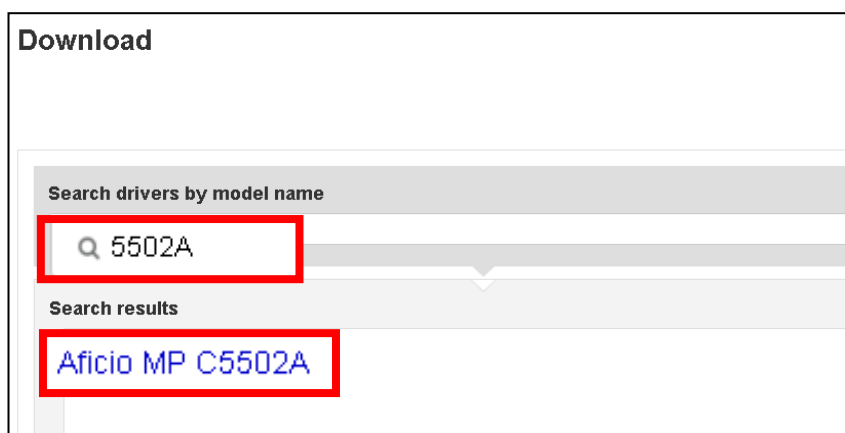 Download
Search drivers by model name
5502A
Search results
Aficio MP C5502A